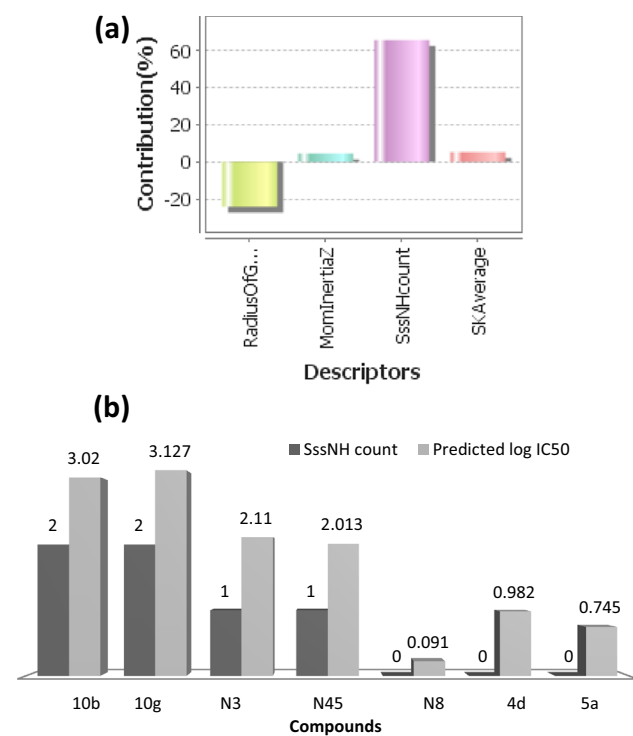 (a)
Contribution(%)
60
40
20
0
-20
RadiusOfG...
MomInertiaZ
SssNHcount
SKAverage
Descriptors
(b)
SssNH count
Predicted log IC50
2
3.02
2
3.127
1
2.11
1
2.013
0
0.091
0
0.982
0
0.745
10b
10g
N3
N45
N8
4d
5a
Compounds